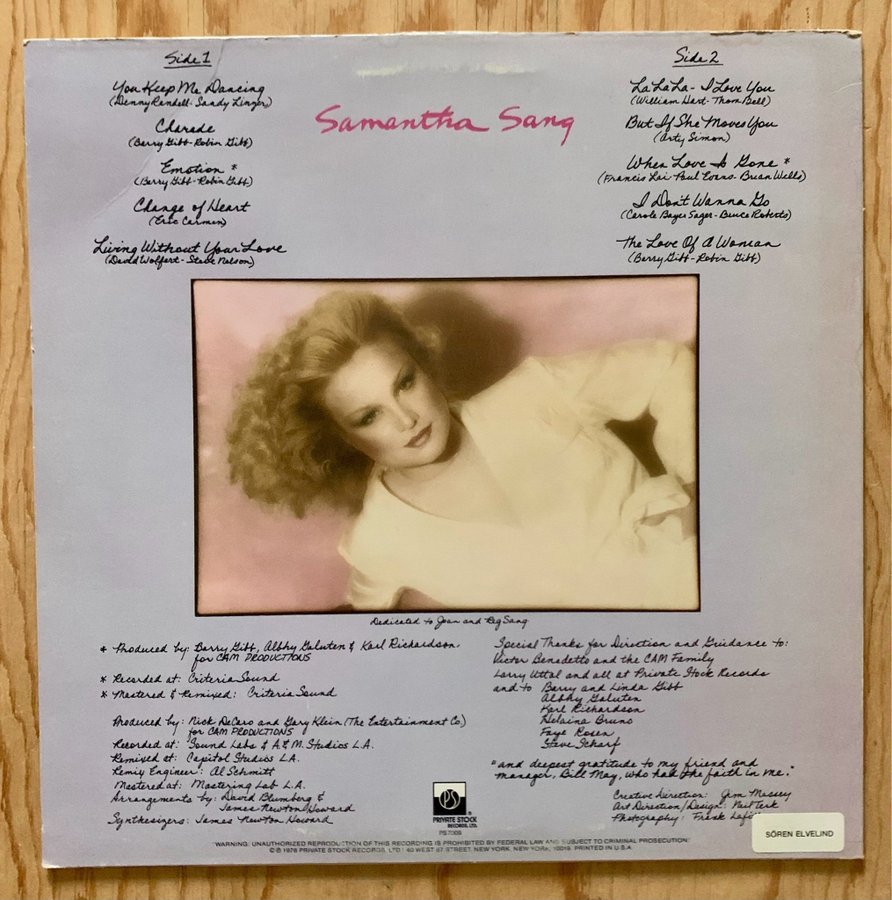 Side 1
You Keep Me Dancing
(Denny Randell - Sandy Linzer)
Charade
(Barry Gibb - Robin Gibb)
Emotion *
(Barry Gibb - Robin Gibb)
Change of Heart
(Eric Carmen)
Living Without Your Love
(David Wolfert - Steve Nelson)
Samantha Sang
Side 2
La La La - I Love You
(William Hart - Thom Bell)
But If She Moves You
(Arty Simon)
When Love Is Gone *
(Francis Lai - Paul Evans - Brian Wells)
I Don't Wanna Go
(Carole Bayer Sager - Bruce Roberts)
The Love Of A Woman
(Barry Gibb - Robin Gibb)
Dedicated to Joan and Reg Sang
* Produced by: Barry Gibb, Albhy Galuten & Karl Richardson
for CAM PRODUCTIONS
* Recorded at: Criteria Sound
* Mastered & Remixed: Criteria Sound
Produced by: Nick DeCaro and Gary Klein (The Entertainment Co)
for CAM PRODUCTIONS
Recorded at: Sound Labs & A&M. Studios L.A.
Remixed at: Capitol Studios L.A.
Remix Engineer: Al Schmitt
Mastered at: Mastering Lab L.A.
Arrangements by: David Blumberg &
James Newton Howard
Synthesizers: James Newton Howard
Special Thanks for Direction and Guidance to:
Victor Benedetto and the CAM Family
Larry Uttal and all at Private Stock Records
and to Barry and Linda Gibb
Albhy Galuten
Karl Richardson
Helaina Bruno
Faye Rosen
Steve Scharf
"and deepest gratitude to my friend and
manager, Bill May, who had the faith in me."
Creative Direction: Jim Massey
Art Direction/Design: Neil Terk
Photography: Frank
PS
PRIVATE STOCK
RECORDS, LTD.
PS 7009
SÖREN ELVELIND
WARNING: UNAUTHORIZED REPRODUCTION OF THIS RECORDING IS PROHIBITED BY FEDERAL LAW AND SUBJECT TO CRIMINAL PROSECUTION.
© ℗ 1978 PRIVATE STOCK RECORDS, LTD. / 40 WEST 57 STREET, NEW YORK, NEW YORK, 10019. PRINTED IN U.S.A.